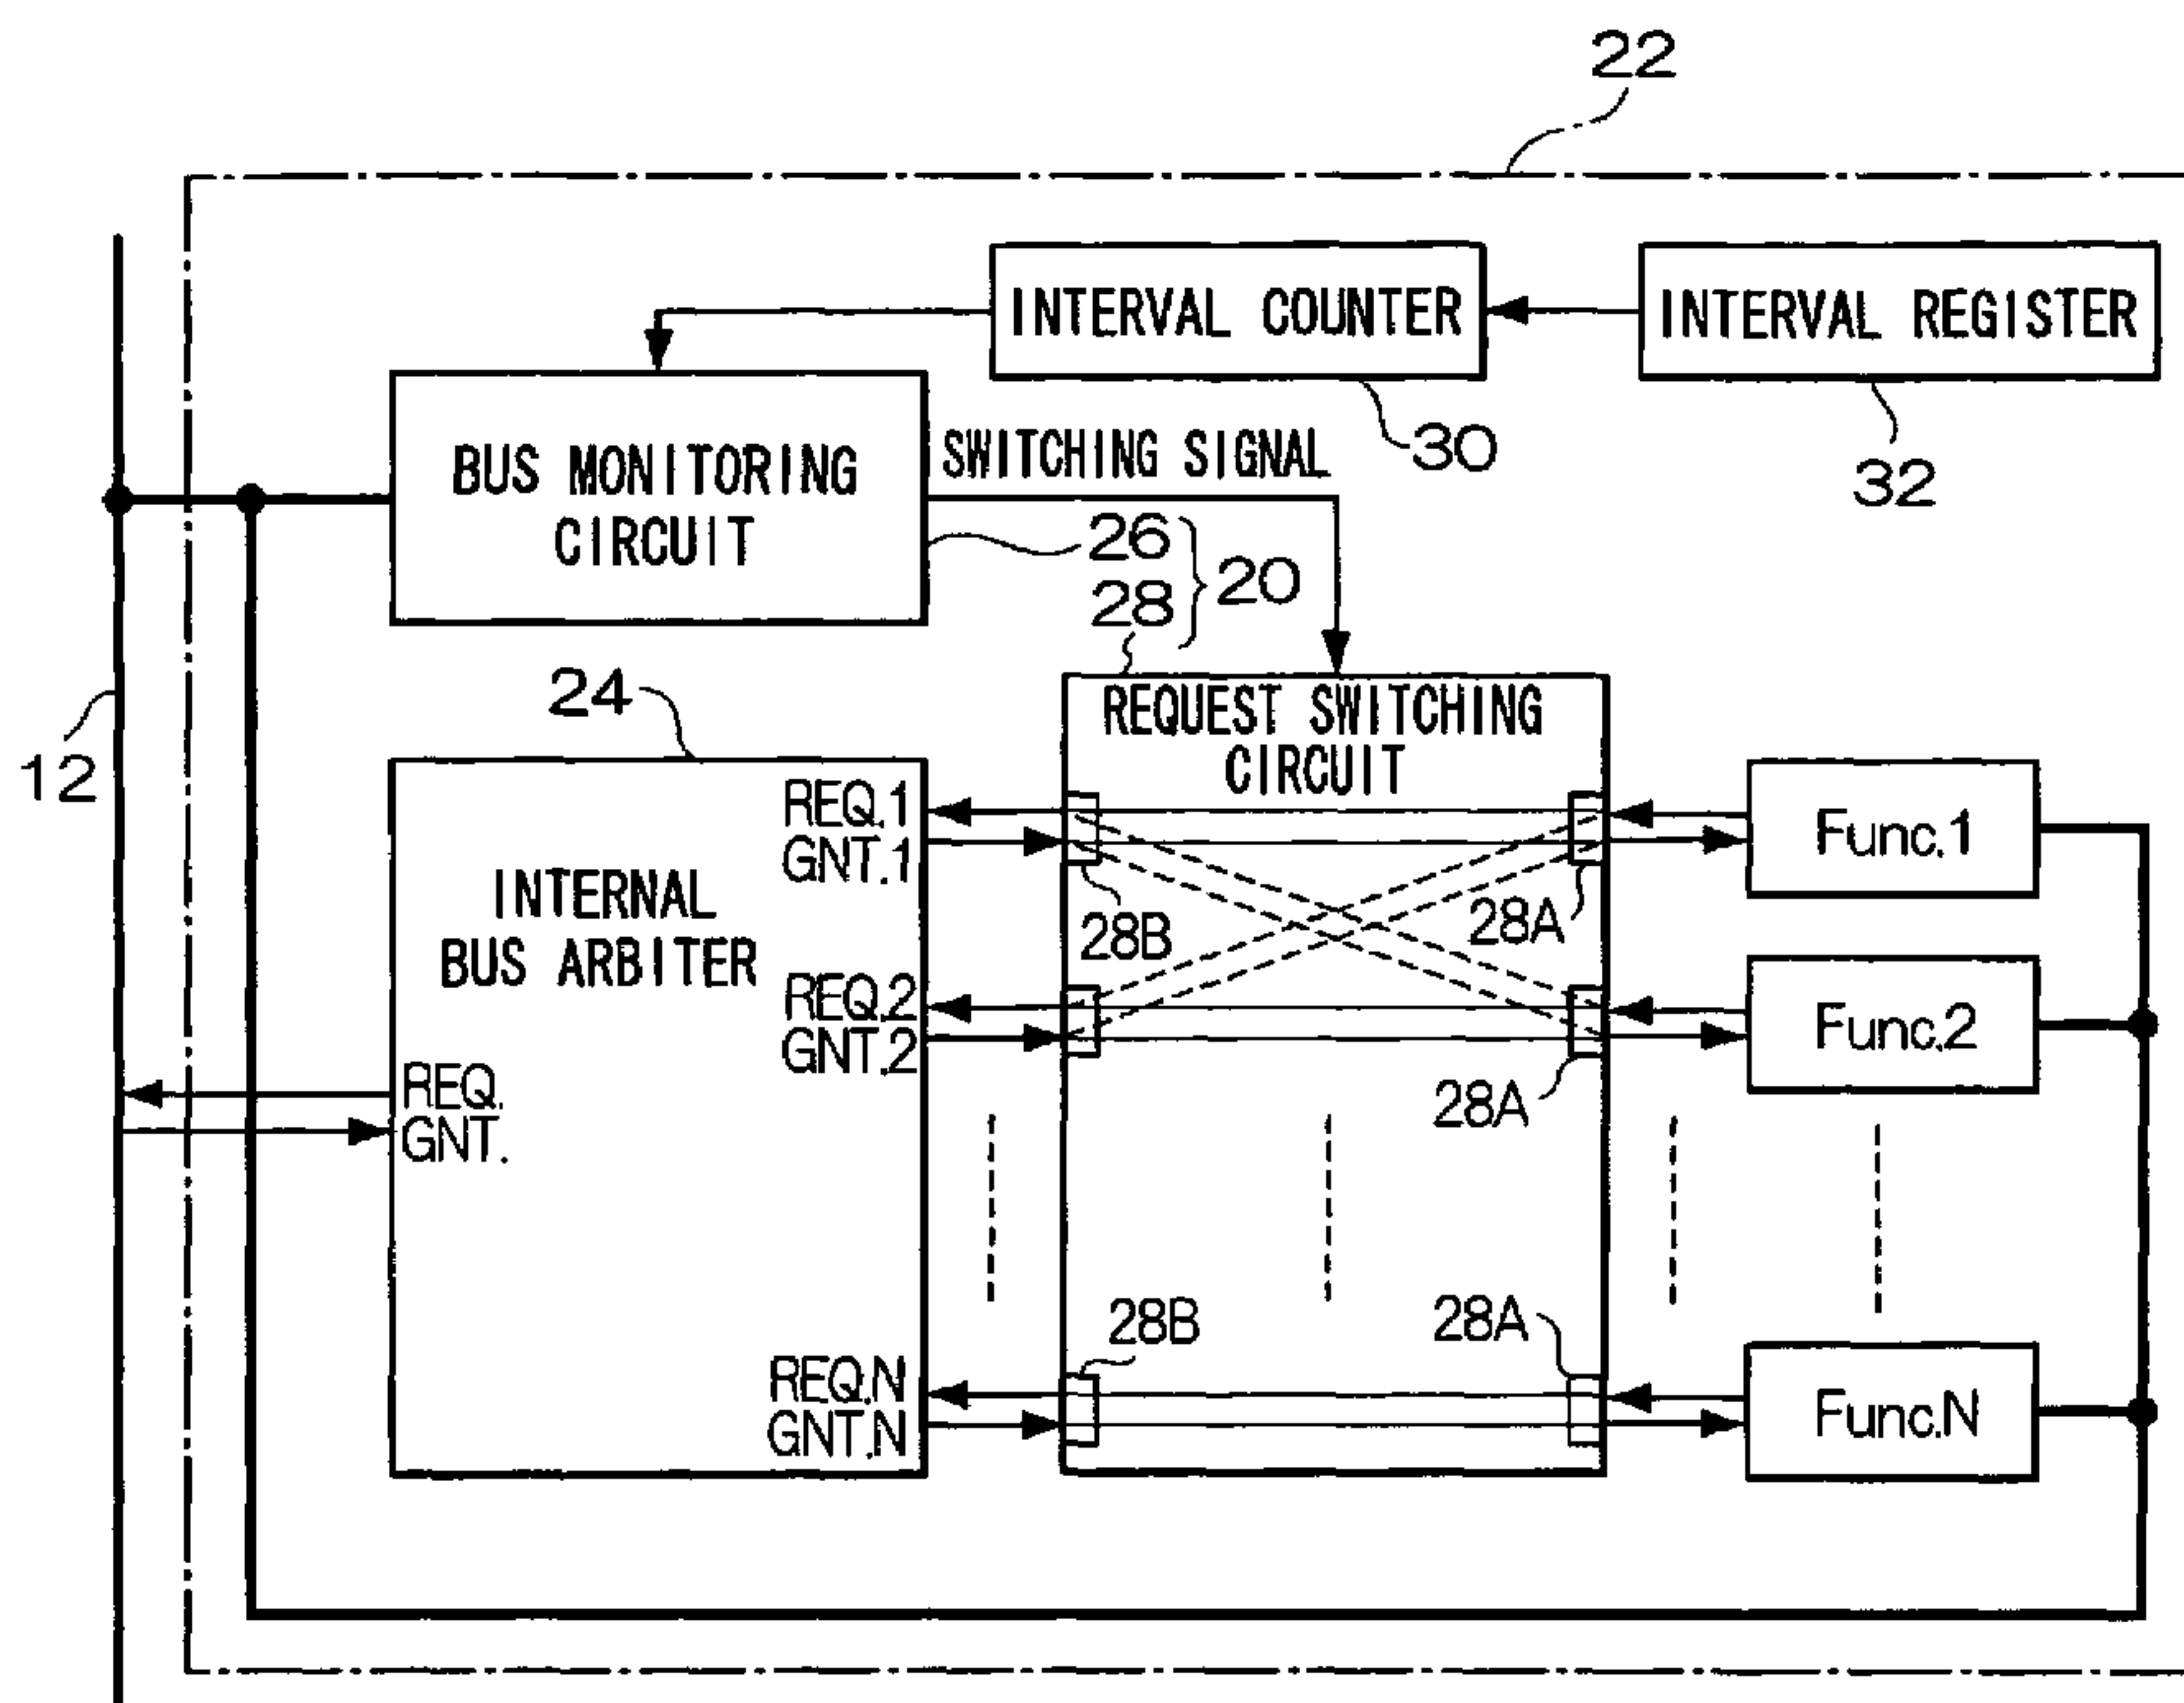 22
INTERVAL COUNTER
INTERVAL REGISTER
30
32
BUS MONITORING
CIRCUIT
SWITCHING SIGNAL
26
28
20
12
24
REQUEST SWITCHING
CIRCUIT
INTERNAL
BUS ARBITER
REQ.1
GNT.1
28B
28A
Func.1
REQ.2
GNT.2
28A
Func.2
REQ.
GNT.
28B
28A
REQ.N
GNT.N
Func.N